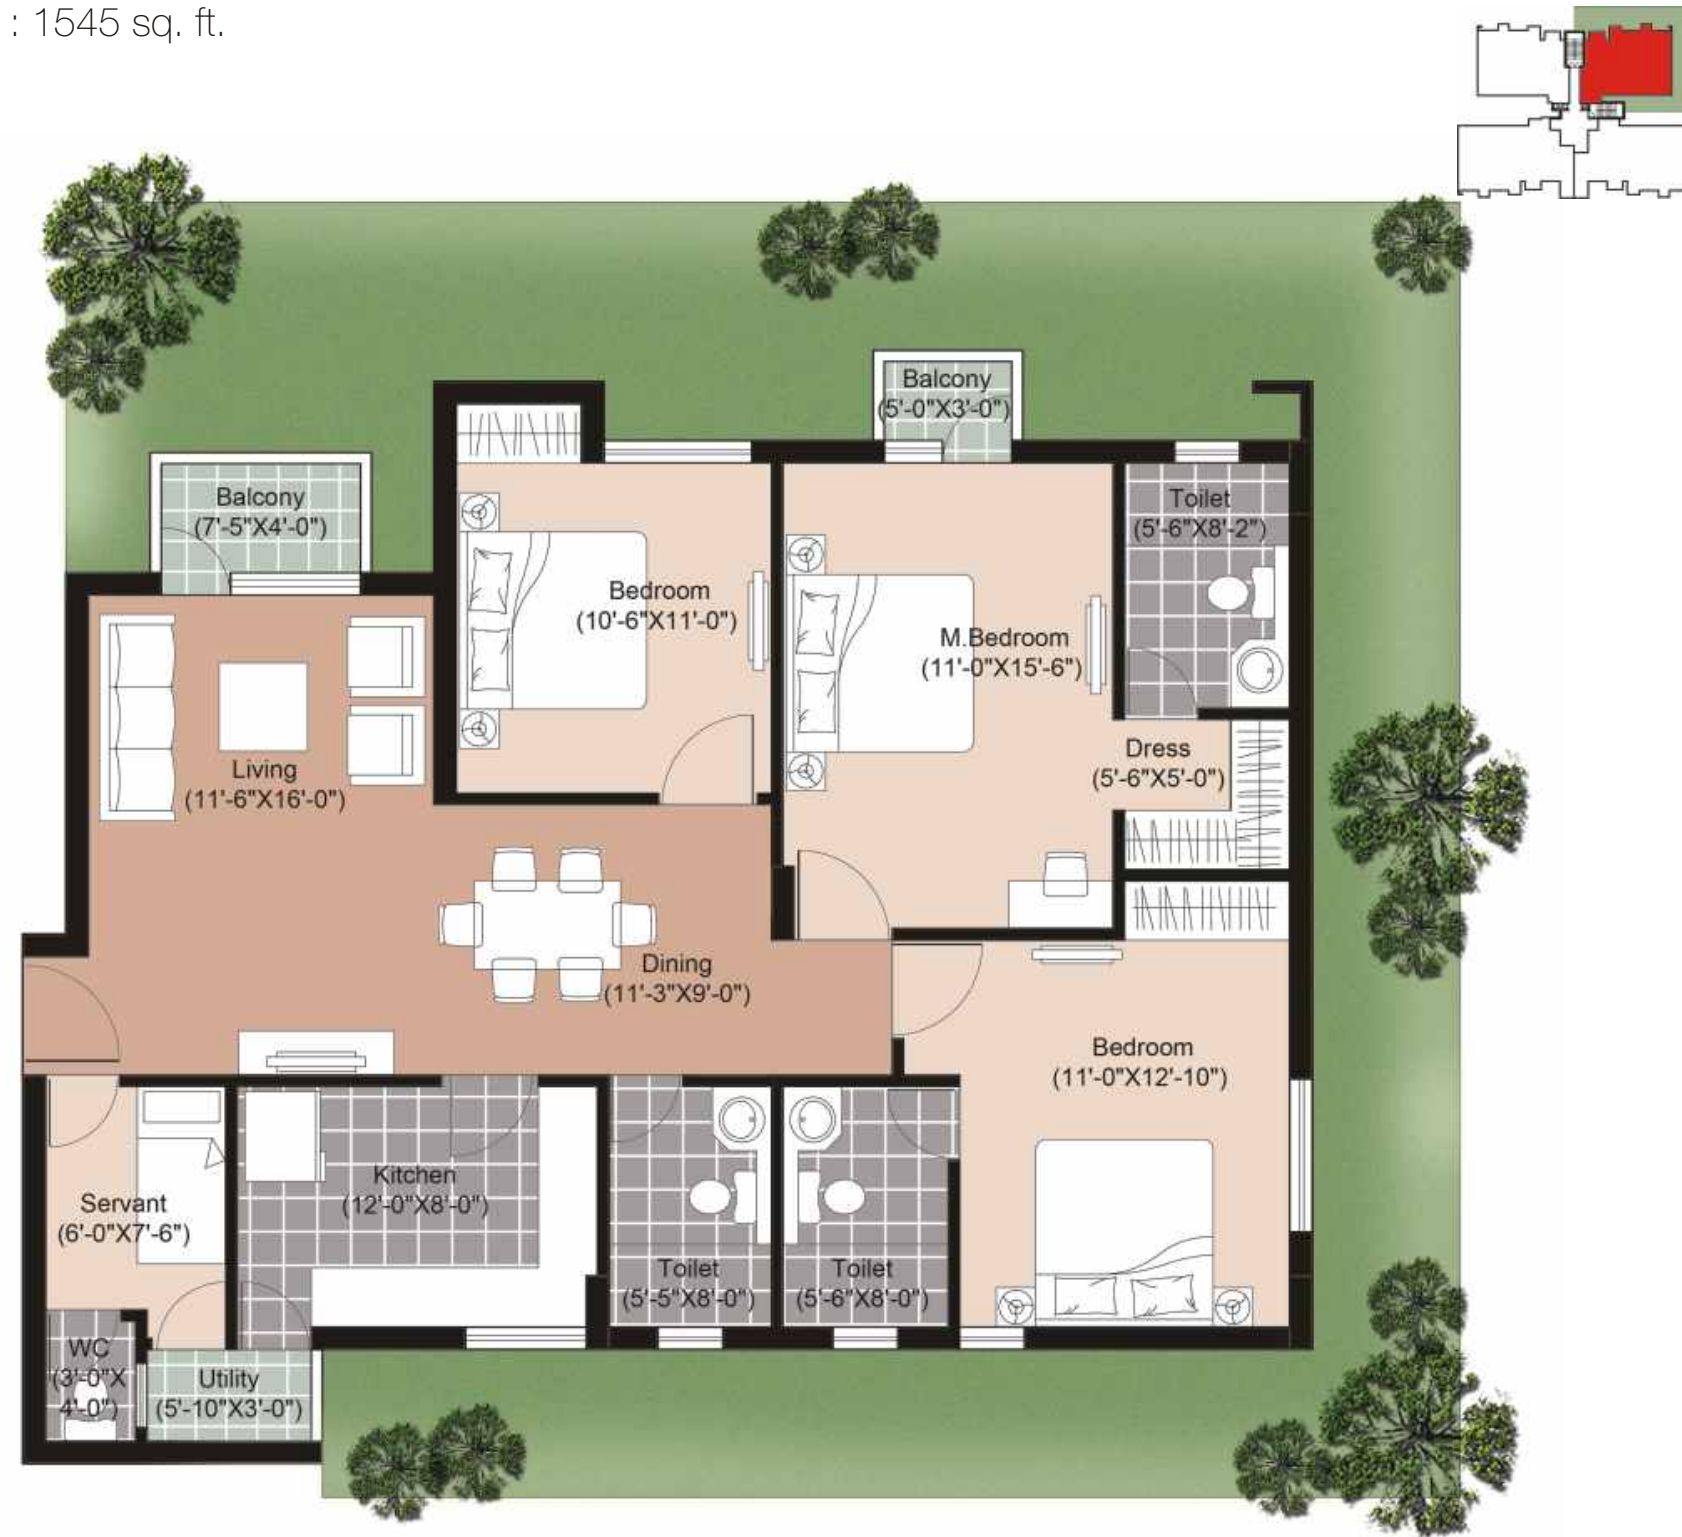 : 1545 sq. ft.
Balcony
(5'-0"X3'-0")
Balcony
(7'-5"X4'-0")
Toilet
(5'-6"X8'-2")
Bedroom
(10'-6"X11'-0")
M.Bedroom
(11'-0"X15'-6")
Dress
(5'-6"X5'-0")
Living
(11'-6"X16'-0")
Dining
(11'-3"X9'-0")
Bedroom
(11'-0"X12'-10")
Kitchen
(12'-0"X8'-0")
Servant
(6'-0"X7'-6")
Toilet
(5'-5"X8'-0")
Toilet
(5'-6"X8'-0")
WC
(3'-0"X
4'-0")
Utility
(5'-10"X3'-0")